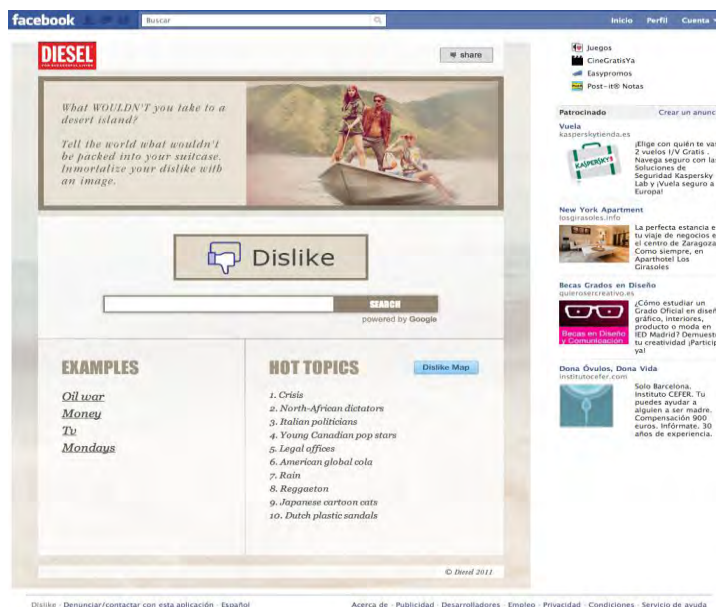 facebook
Buscar
Inicio Perfil Cuenta
DIESEL
FOR SUCCESSFUL LIVING
share
What WOULDN'T you take to a
desert island?
Tell the world what wouldn't
be packed into your suitcase.
Inmortalize your dislike with
an image.
Dislike
SEARCH
powered by Google
EXAMPLES
Oil war
Money
Tv
Mondays
HOT TOPICS
Dislike Map
1. Crisis
2. North-African dictators
3. Italian politicians
4. Young Canadian pop stars
5. Legal offices
6. American global cola
7. Rain
8. Reggaeton
9. Japanese cartoon cats
10. Dutch plastic sandals
© Diesel 2011
Juegos
CineGratisYa
Easypromos
Post-it® Notas
Patrocinado Crear un anunc
Vuela
kasperskytienda.es
KASPERSKY
¡Elige con quién te vas
2 vuelos I/V Gratis .
Navega seguro con las
Soluciones de
Seguridad Kaspersky
Lab y ¡Vuela seguro a
Europa!
New York Apartment
losgirasoles.info
La perfecta estancia e
tu viaje de negocios e
el centro de Zaragoza
Como siempre, en
Aparthotel Los
Girasoles
Becas Grados en Diseño
quierosercreativo.es
Becas en Diseño
y Comunicación
¿Cómo estudiar un
Grado Oficial en diseñ
gráfico, interiores,
producto o moda en
IED Madrid? Demuest
tu creatividad ¡Particip
ya!
Dona Óvulos, Dona Vida
institutocefer.com
Solo Barcelona.
Instituto CEFER. Tu
puedes ayudar a
alguien a ser madre.
Compensación 900
euros. Infórmate. 30
años de experiencia.
Dislike · Denunciar/contactar con esta aplicación · Español
Acerca de · Publicidad · Desarrolladores · Empleo · Privacidad · Condiciones · Servicio de ayuda